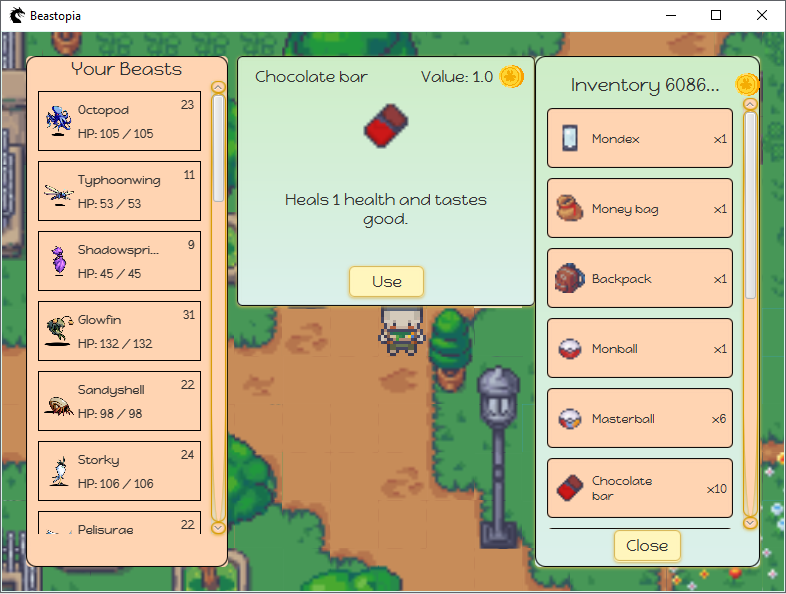 Beastopia
Your Beasts
Octopod 23
HP: 105 / 105
Typhoonwing 11
HP: 53 / 53
Shadowspri... 9
HP: 45 / 45
Glowfin 31
HP: 132 / 132
Sandyshell 22
HP: 98 / 98
Storky 24
HP: 106 / 106
Pelisurge 22
Chocolate bar Value: 1.0
Heals 1 health and tastes
good.
Use
Inventory 6086...
Mondex x1
Money bag x1
Backpack x1
Monball x1
Masterball x6
Chocolate
bar x10
Close